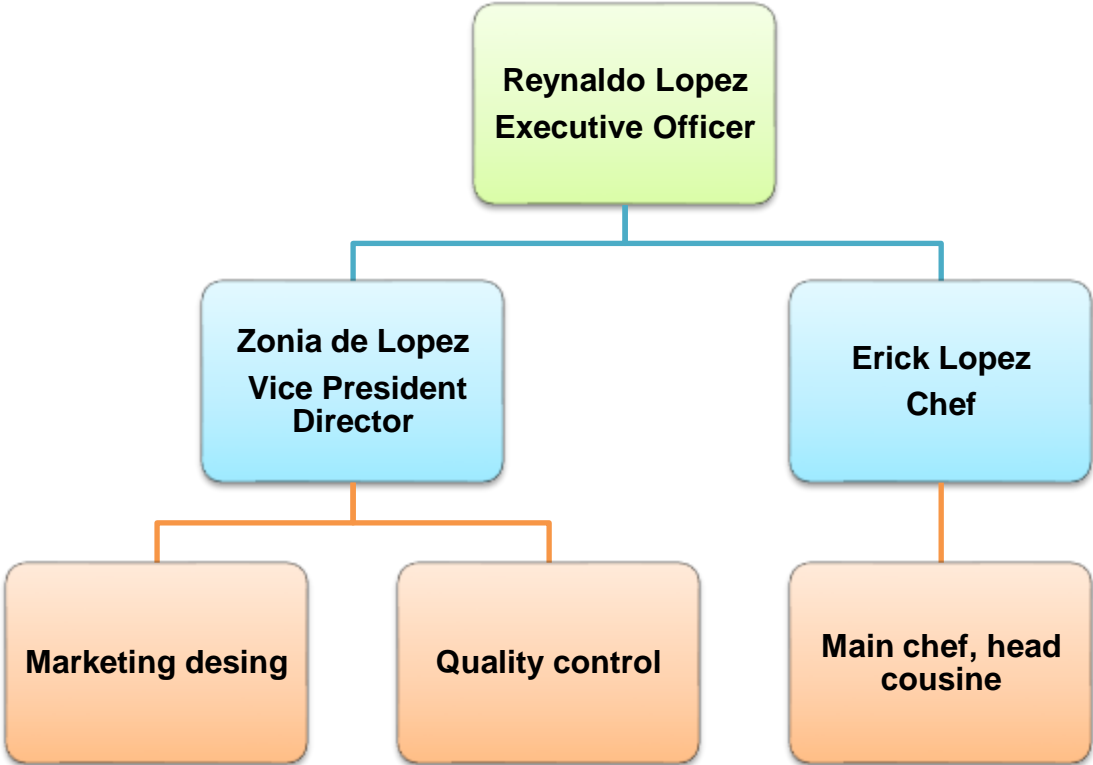 Reynaldo Lopez
Executive Officer
Zonia de Lopez
Vice President
Director
Erick Lopez
Chef
Marketing desing
Quality control
Main chef, head
cousine